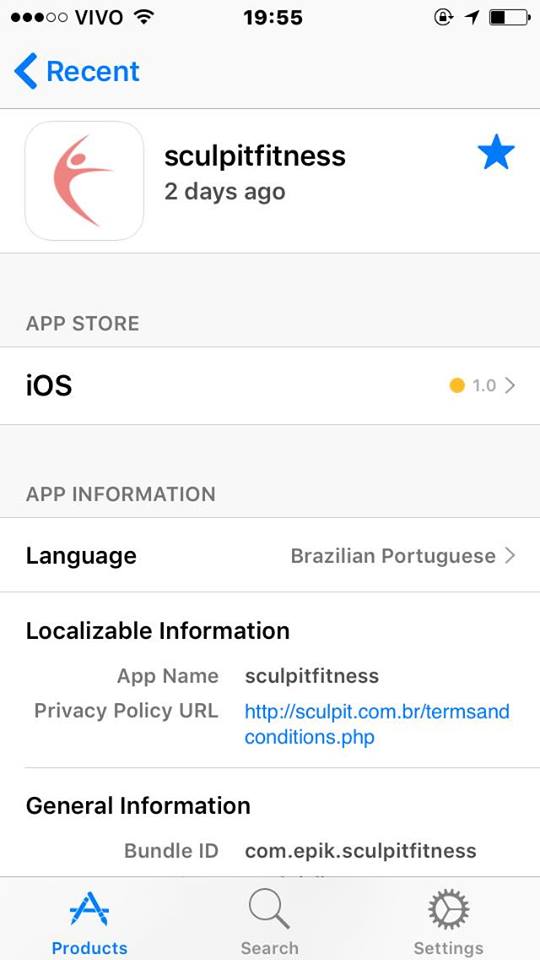 VIVO 19:55
Recent
sculpitfitness
2 days ago
APP STORE
iOS 1.0
APP INFORMATION
Language Brazilian Portuguese
Localizable Information
App Name sculpitfitness
Privacy Policy URL http://sculpit.com.br/termsand
conditions.php
General Information
Bundle ID com.epik.sculpitfitness
Products Search Settings